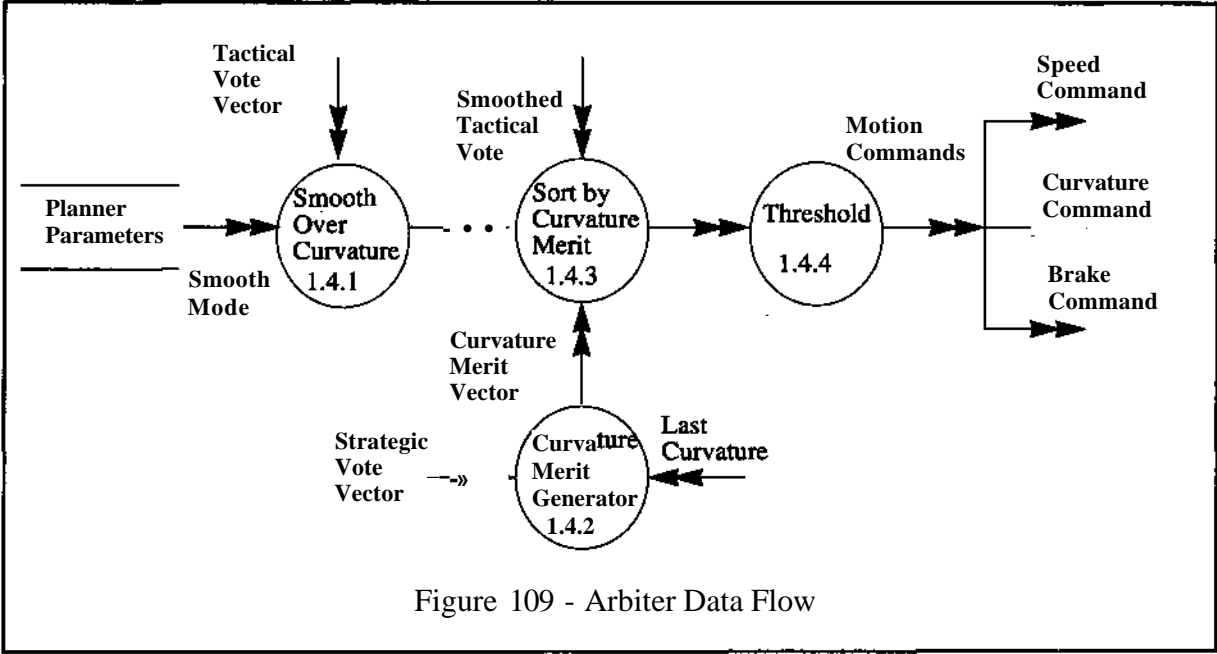 Tactical
Vote
Vector
Smoothed
Tactical
Vote
Speed
Command
Motion
Commands
Planner
Parameters
Smooth
Over
Curvature
1.4.1
Sort by
Curvature
Merit
1.4.3
Threshold
1.4.4
Curvature
Command
Smooth
Mode
Brake
Command
Curvature
Merit
Vector
Strategic
Vote
Vector
Curvature
Merit
Generator
1.4.2
Last
Curvature
Figure 109 - Arbiter Data Flow